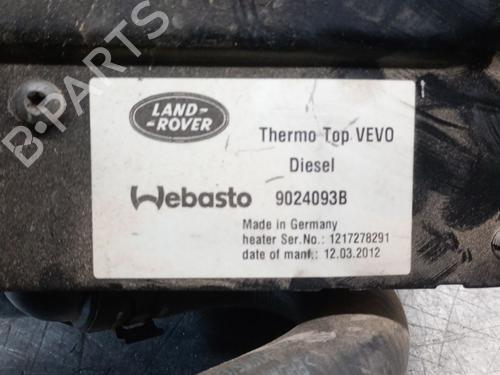 B-PARTS
LAND-
-ROVER
Thermo Top VEVO
Diesel
Webasto
9024093B
Made in Germany
heater Ser.No.: 1217278291
date of manf.: 12.03.2012